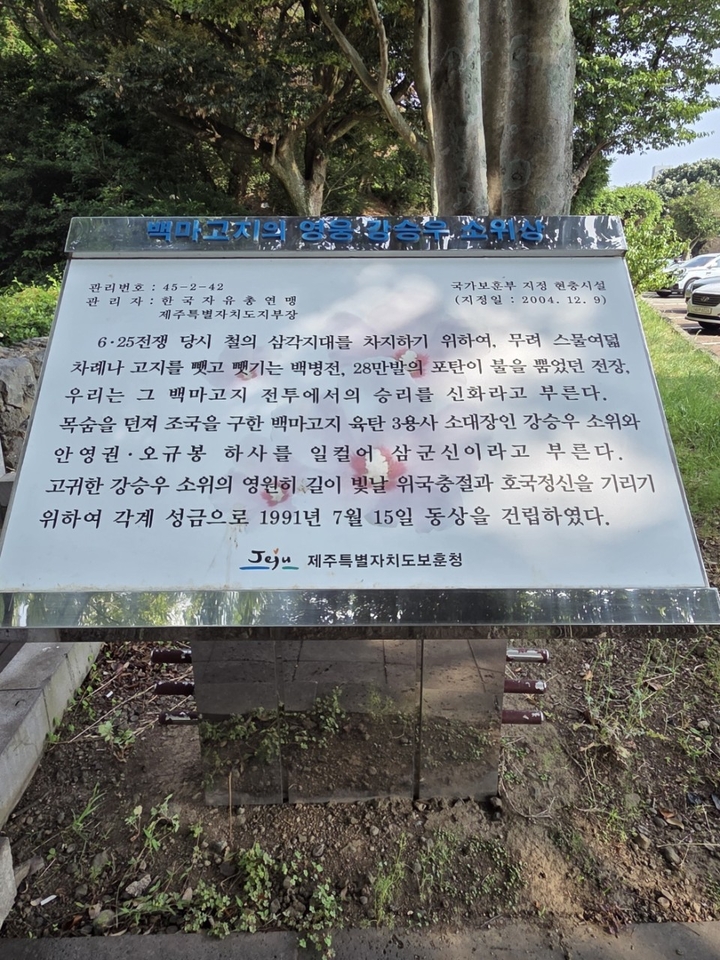 백마고지의 영웅 강승우 소위상
관리번호 : 45-2-42
국가보훈부 지정 현충시설
관 리 자 : 한 국 자 유 총 연 맹
(지정일 : 2004. 12. 9)
제주특별자치도지부장
6·25전쟁 당시 철의 삼각지대를 차지하기 위하여, 무려 스물여덟
차례나 고지를 뺏고 뺏기는 백병전, 28만발의 포탄이 불을 뿜었던 전장,
우리는 그 백마고지 전투에서의 승리를 신화라고 부른다.
목숨을 던져 조국을 구한 백마고지 육탄 3용사 소대장인 강승우 소위와
안영권·오규봉 하사를 일컬어 삼군신이라고 부른다.
고귀한 강승우 소위의 영원히 길이 빛날 위국충절과 호국정신을 기리기
위하여 각계 성금으로 1991년 7월 15일 동상을 건립하였다.
Jeju 제주특별자치도보훈청